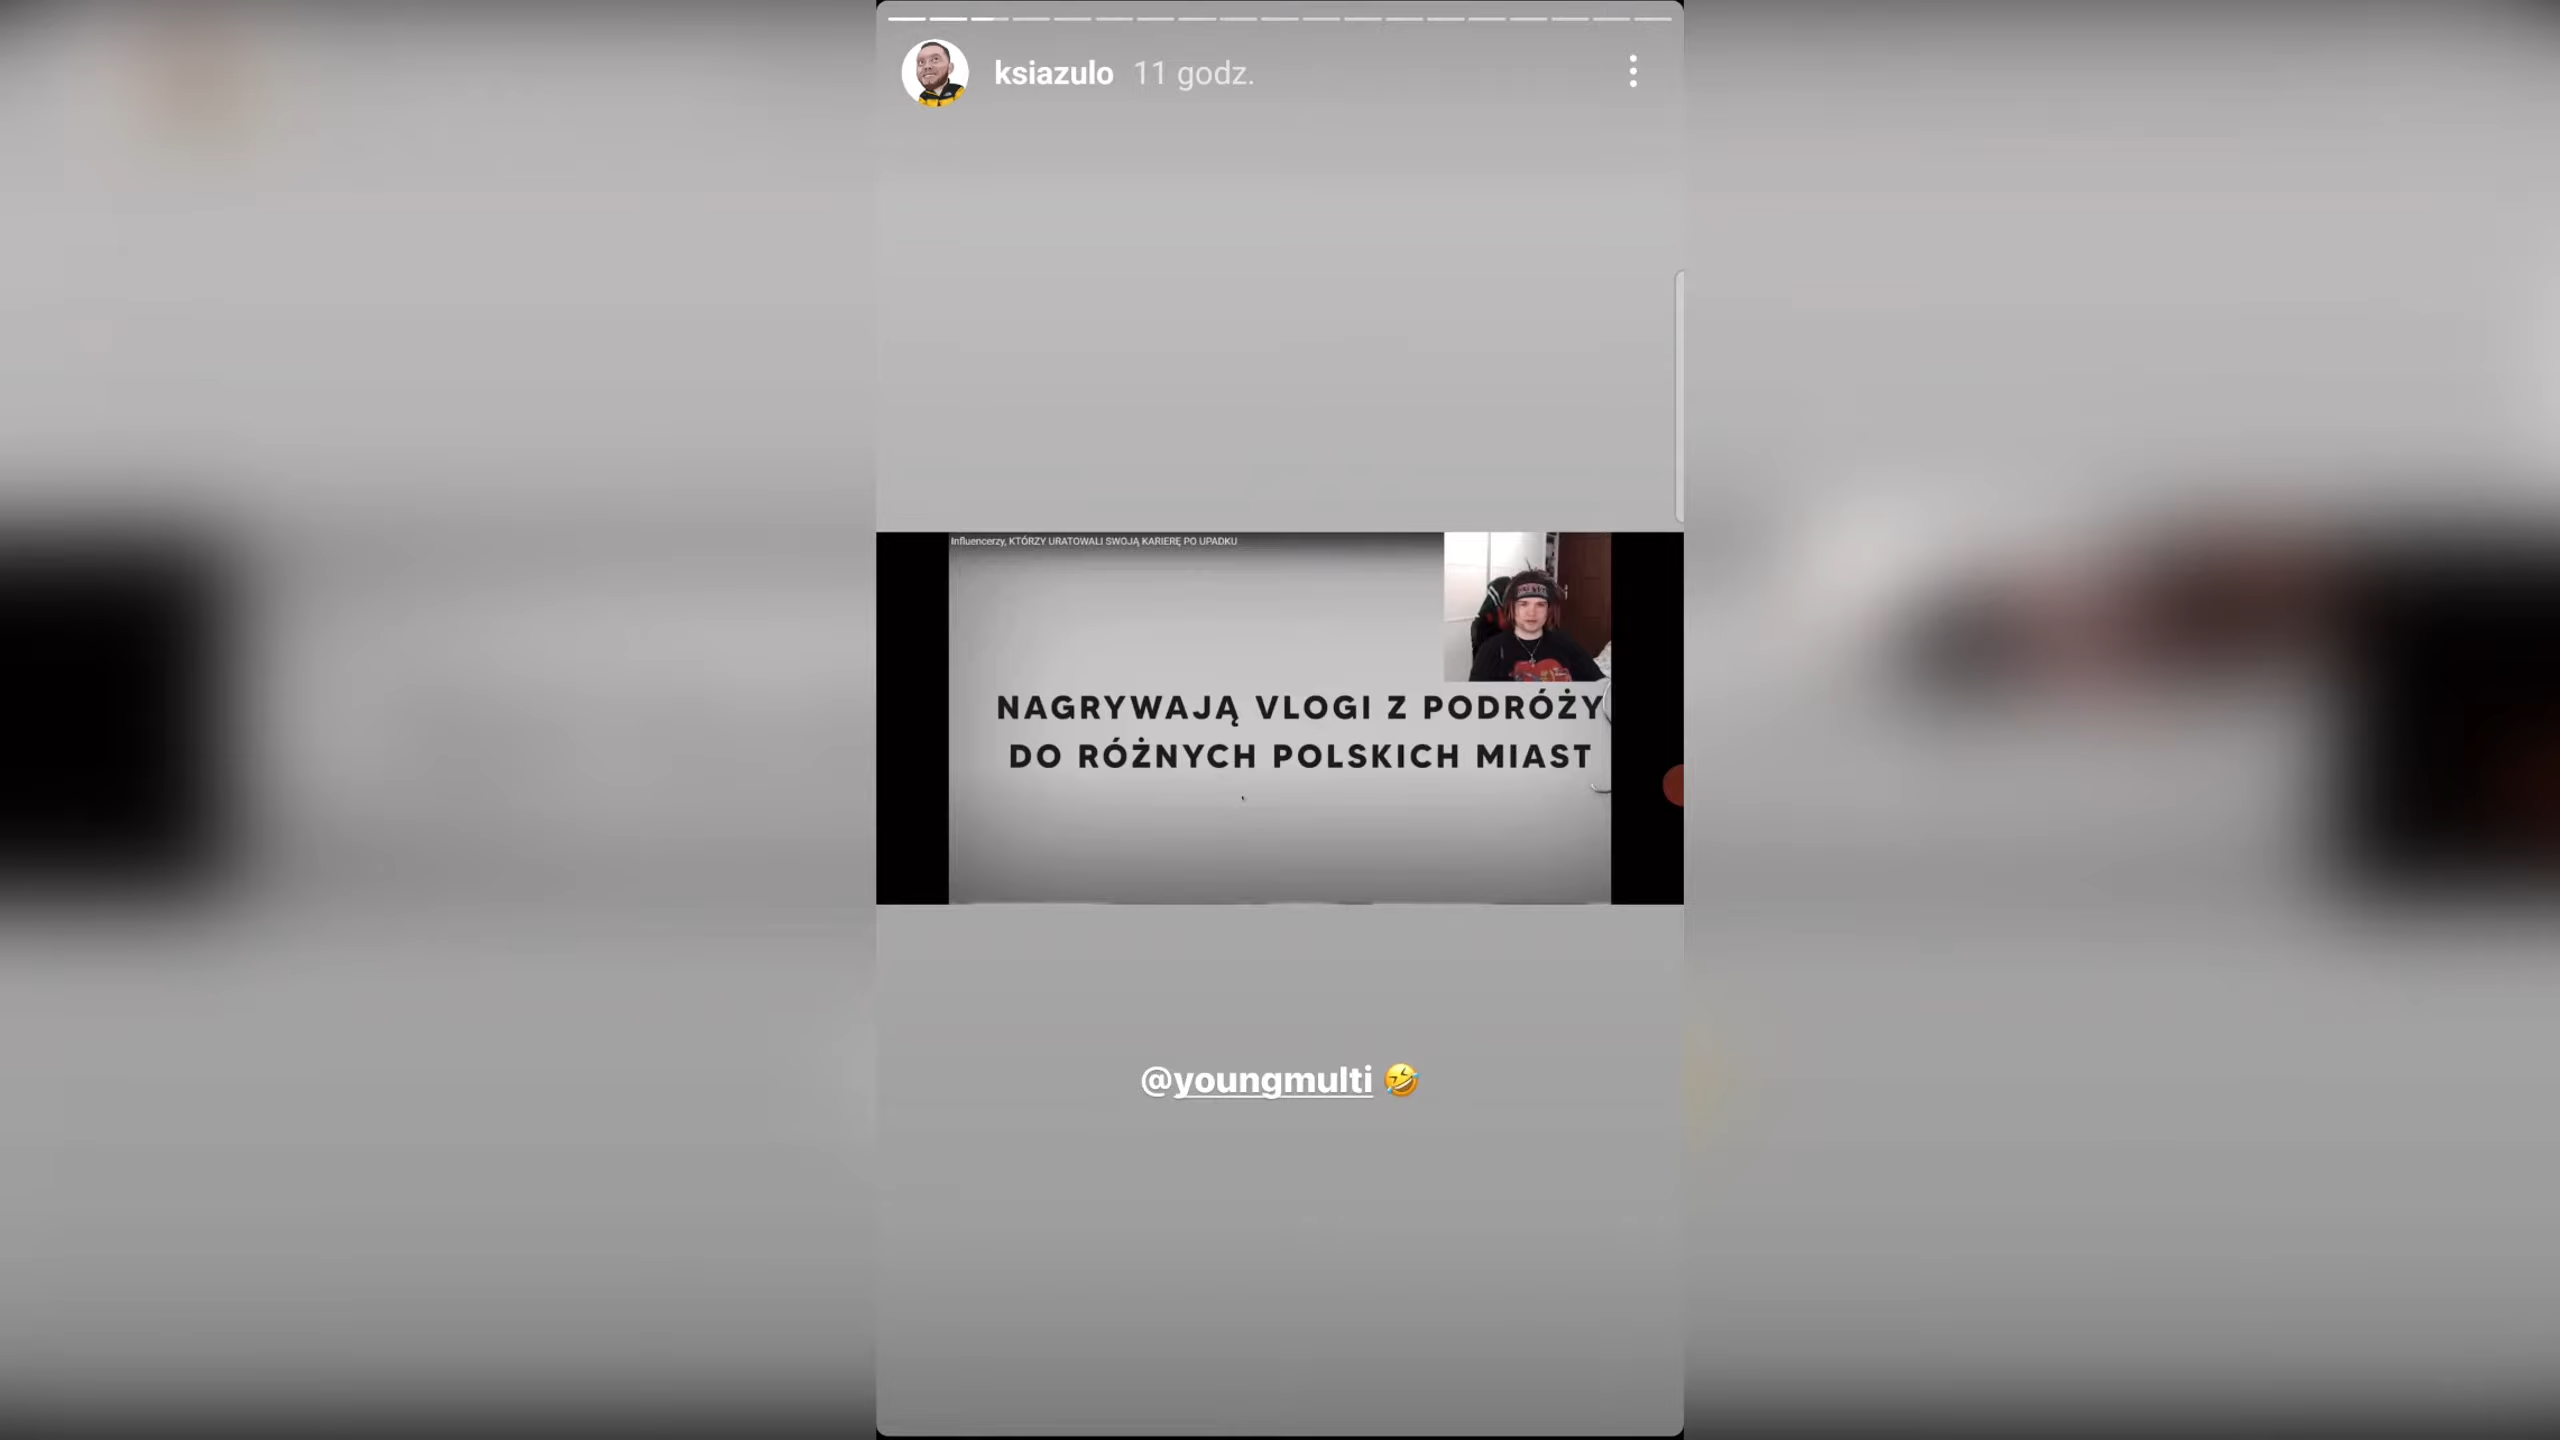 ksiazulo 11 godz.
Influencerzy, KTÓRZY URATOWALI SWOJĄ KARIERĘ PO UPADKU
NAGRYWAJĄ VLOGI Z PODRÓŻY
DO RÓŻNYCH POLSKICH MIAST
@youngmulti 🤣